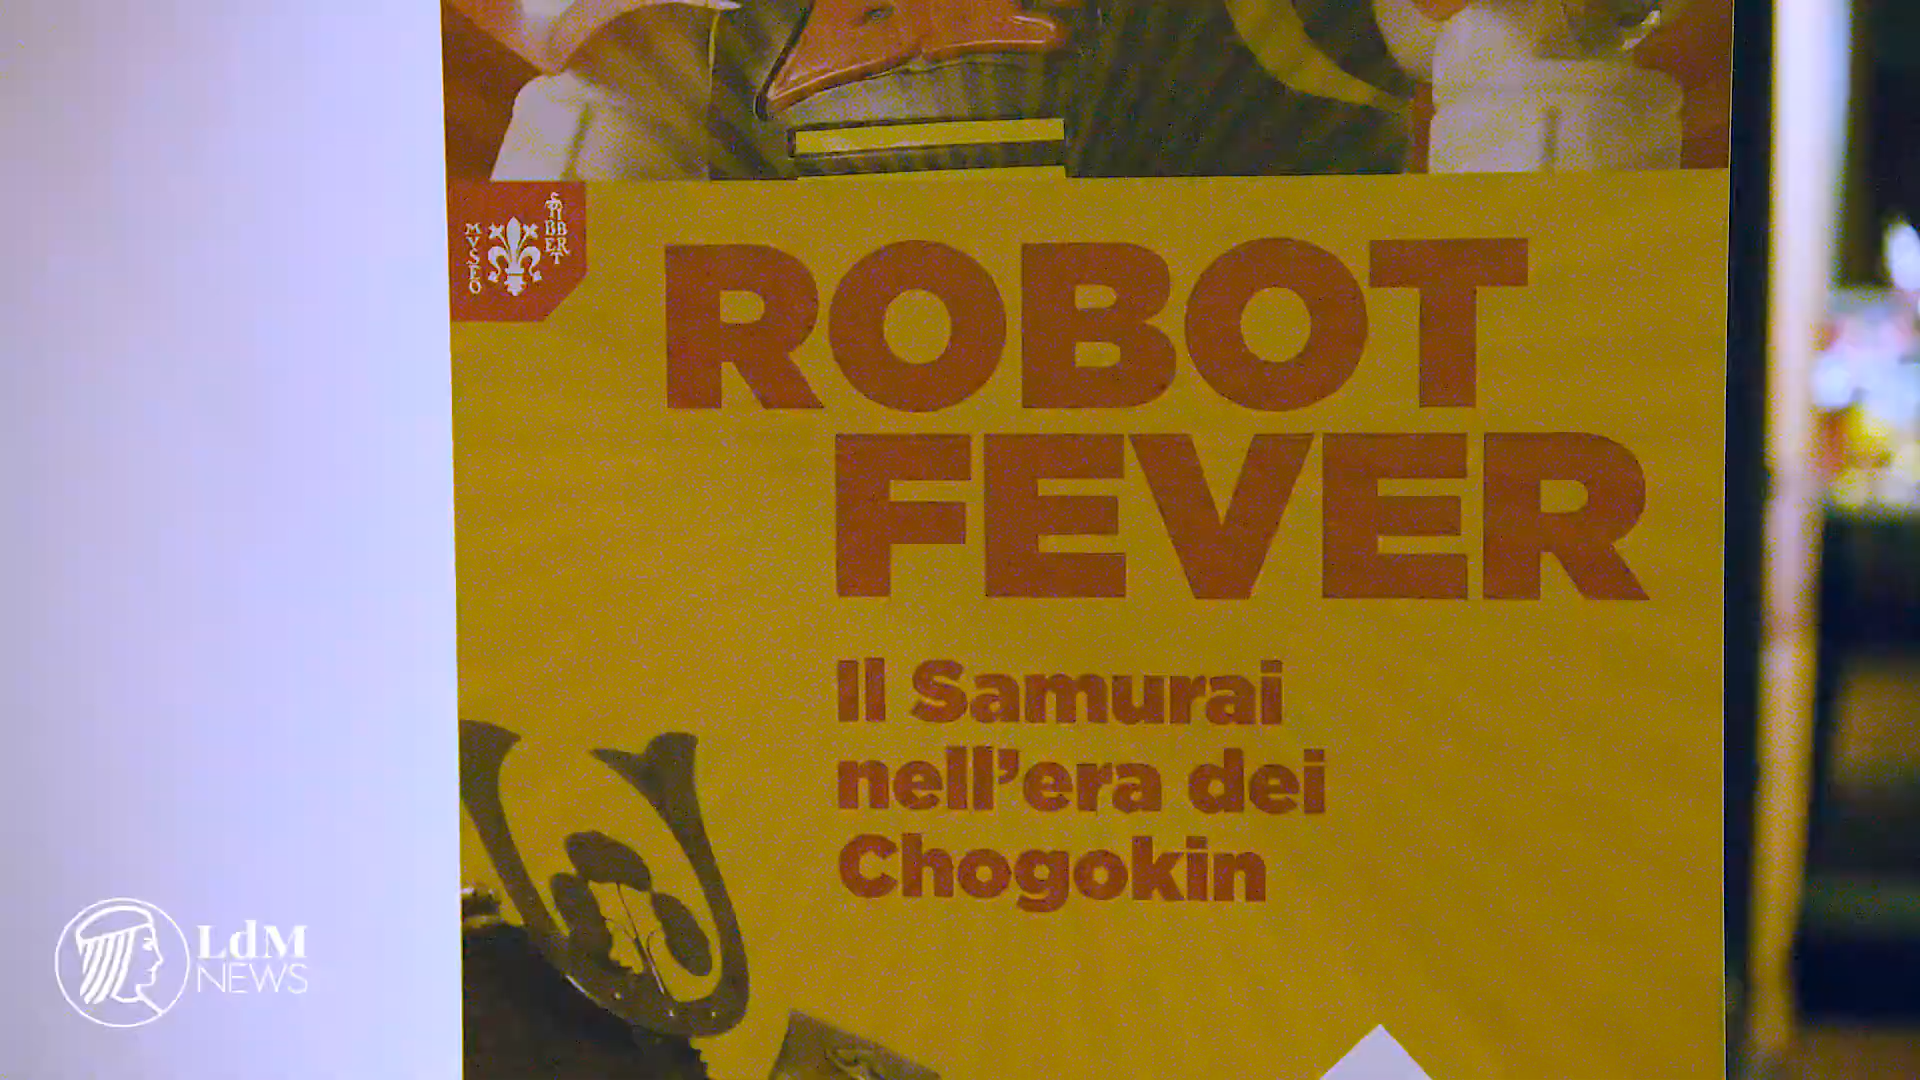 MVSEO
STIBBERT
ROBOT
FEVER
Il Samurai
nell'era dei
Chogokin
LdM
NEWS